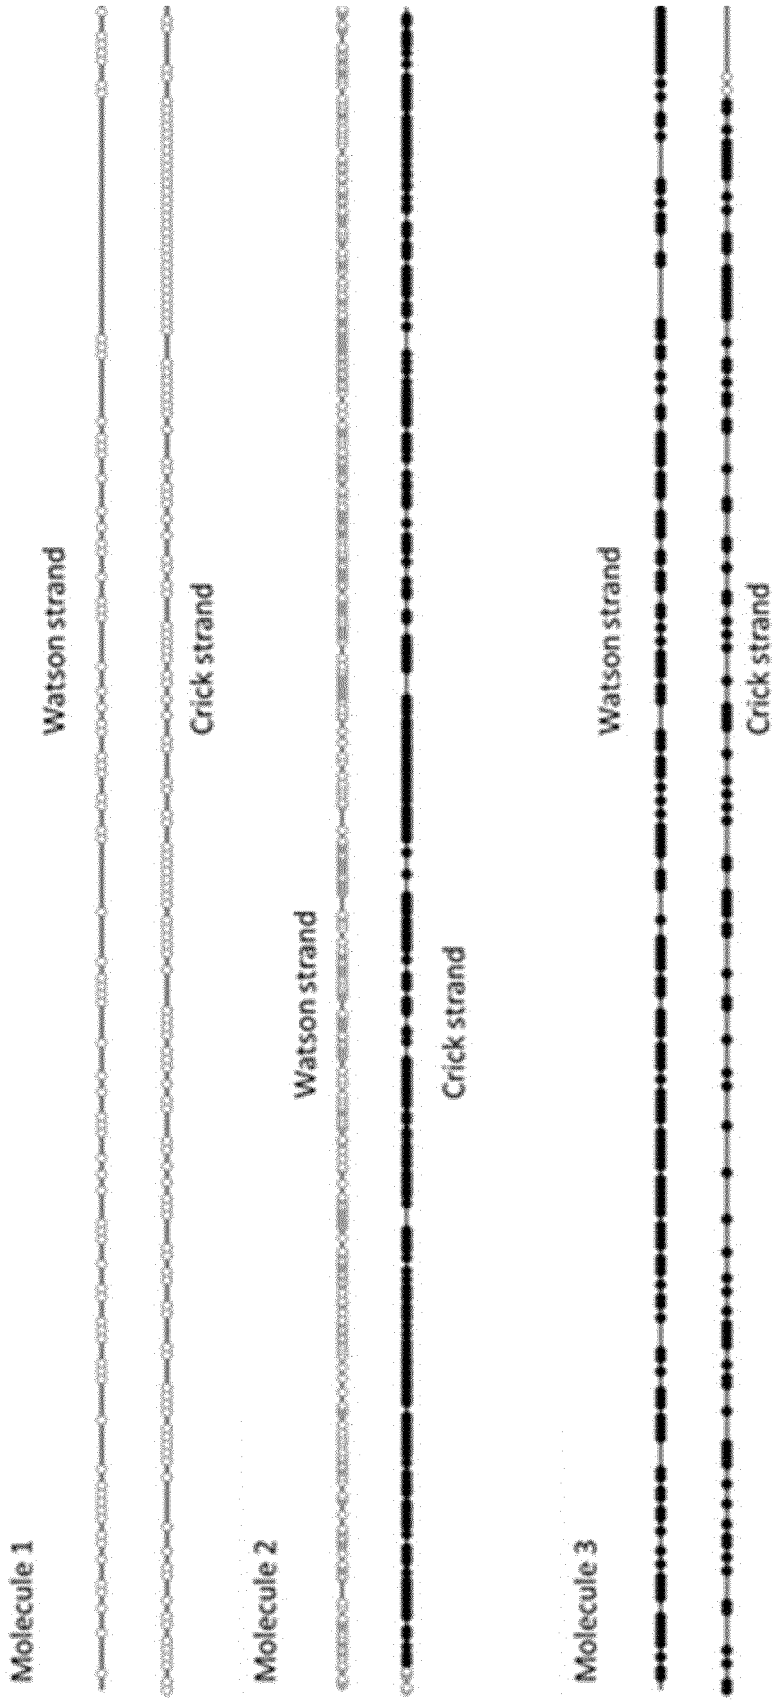 Molecule 1
Watson strand
Crick strand
Molecule 2
Watson strand
Crick strand
Molecule 3
Watson strand
Crick strand